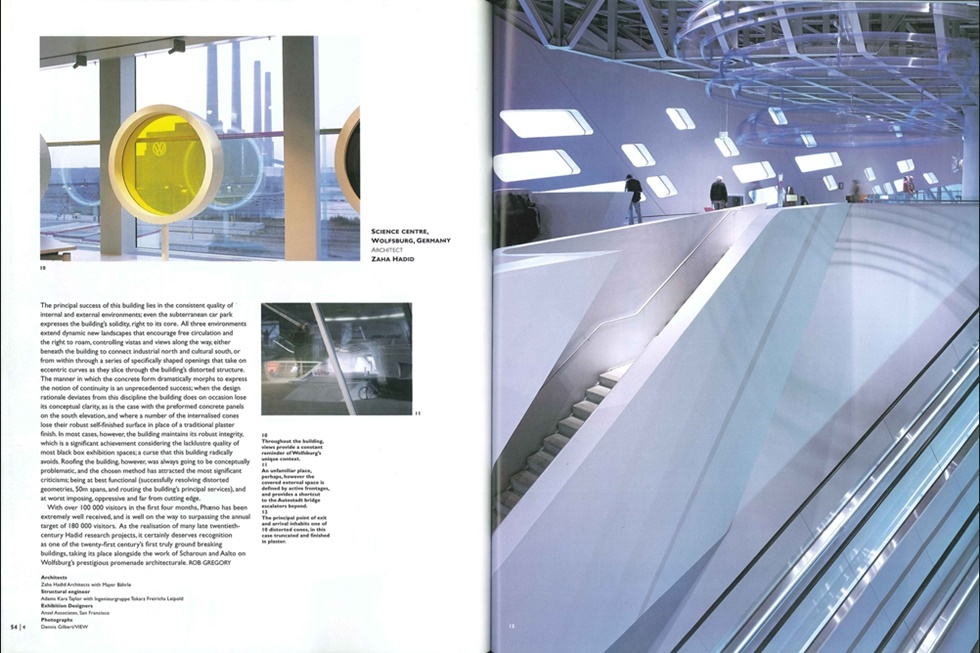 10
SCIENCE CENTRE,
WOLFSBURG, GERMANY
ARCHITECT
ZAHA HADID
The principal success of this building lies in the consistent quality of
internal and external environments; even the subterranean car park
expresses the building's solidity, right to its core. All three environments
extend dynamic new landscapes that encourage free circulation and
the right to roam, controlling vistas and views along the way, either
beneath the building to connect industrial north and cultural south, or
from within through a series of specifically shaped openings that take on
eccentric curves as they slice through the building's distorted structure.
The manner in which the concrete form dramatically morphs to express
the notion of continuity is an unprecedented success; when the design
rationale deviates from this discipline the building does on occasion lose
its conceptual clarity, as is the case with the preformed concrete panels
on the south elevation, and where a number of the internalised cones
lose their robust self-finished surface in place of a traditional plaster
finish. In most cases, however, the building maintains its robust integrity,
which is a significant achievement considering the lacklustre quality of
most black box exhibition spaces; a curse that this building radically
avoids. Roofing the building, however, was always going to be conceptually
problematic, and the chosen method has attracted the most significant
criticisms; being at best functional (successfully resolving distorted
geometries, 50m spans, and routing the building's principal services), and
at worst imposing, oppressive and far from cutting edge.
With over 100 000 visitors in the first four months, Phæno has been
extremely well received, and is well on the way to surpassing the annual
target of 180 000 visitors. As the realisation of many late twentieth-
century Hadid research projects, it certainly deserves recognition
as one of the twenty-first century's first truly ground breaking
buildings, taking its place alongside the work of Scharoun and Aalto on
Wolfsburg's prestigious promenade architecturale. ROB GREGORY
Architects
Zaha Hadid Architects with Mayer Bährle
Structural engineer
Adams Kara Taylor with Ingenieurgruppe Tokarz Freirichs Leipold
Exhibition Designers
Ansel Associates, San Francisco
Photographs
Dennis Gilbert/VIEW
54 | 4
11
10
Throughout the building,
views provide a constant
reminder of Wolfsburg's
unique context.
11
An unfamiliar place,
perhaps, however the
covered external space is
defined by active frontages,
and provides a shortcut
to the Autostadt bridge
escalators beyond.
12
The principal point of exit
and arrival inhabits one of
10 distorted cones, in this
case truncated and finished
in plaster.
12